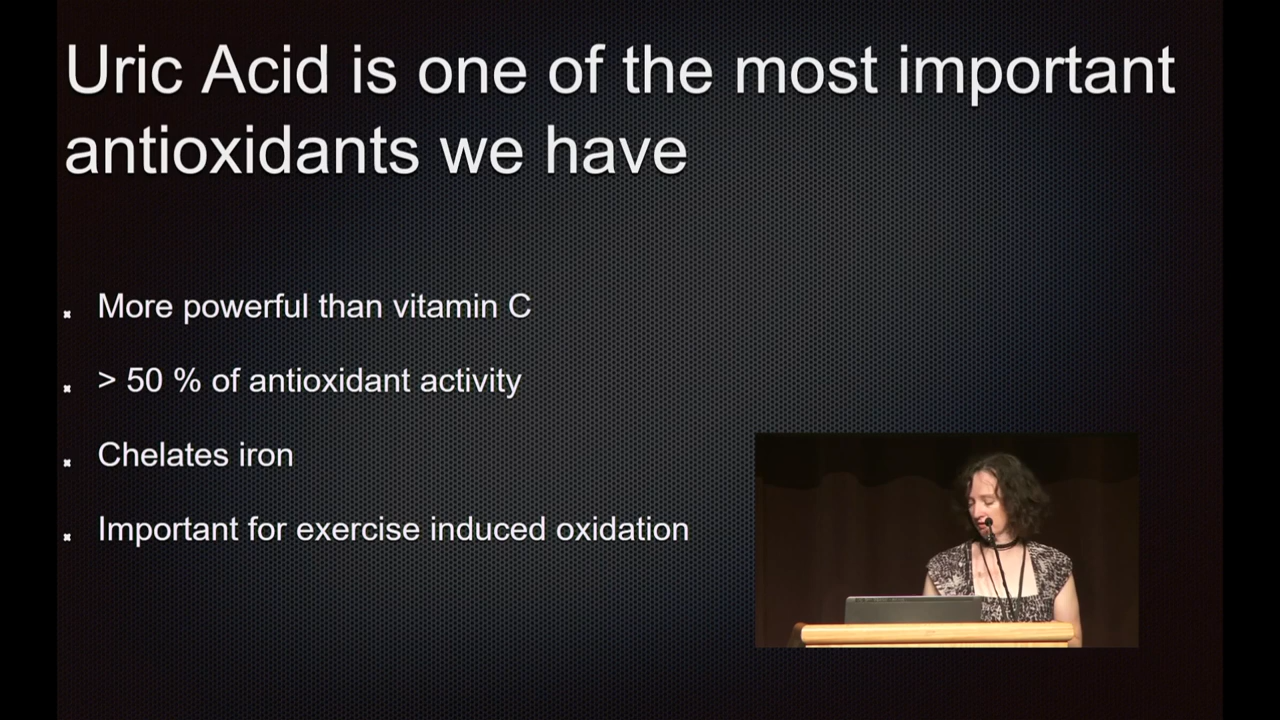 Uric Acid is one of the most important
antioxidants we have
More powerful than vitamin C
> 50 % of antioxidant activity
Chelates iron
Important for exercise induced oxidation